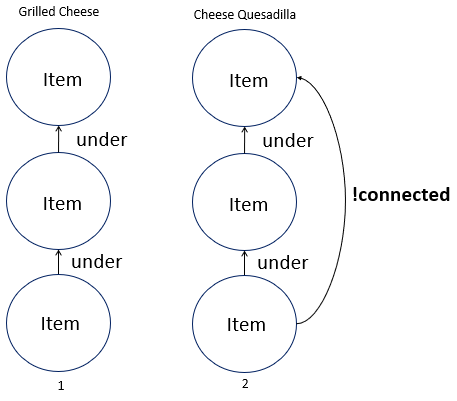 Grilled Cheese
Item
under
Item
under
Item
1
Cheese Quesadilla
Item
under
Item
under
Item
!connected
2